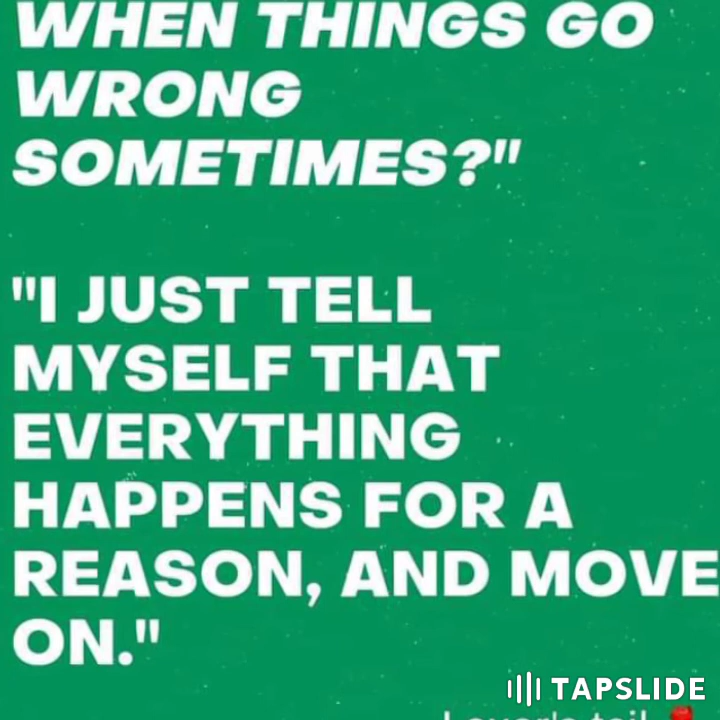 WHEN THINGS GO
WRONG
SOMETIMES?"
"I JUST TELL
MYSELF THAT
EVERYTHING
HAPPENS FOR A
REASON, AND MOVE
ON."
TAPSLIDE